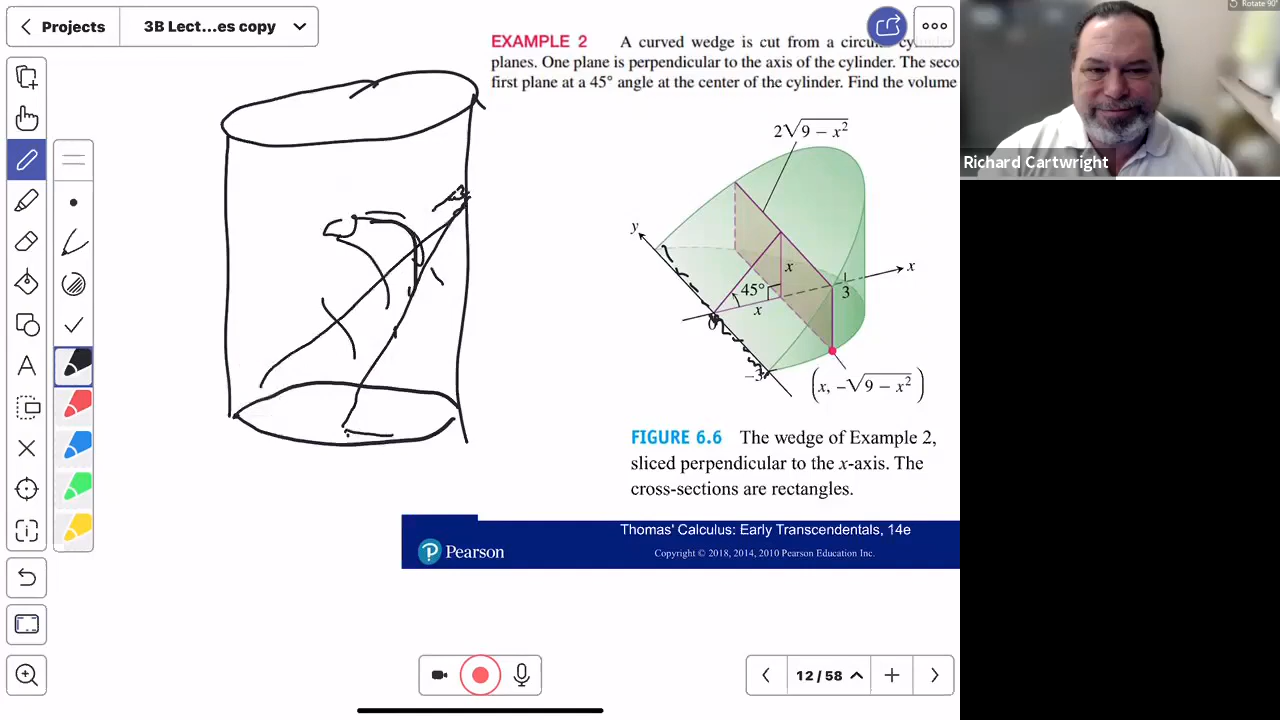 Projects
3B Lect...es copy
Rotate 90°
EXAMPLE 2 A curved wedge is cut from a circular cylinder
planes. One plane is perpendicular to the axis of the cylinder. The seco
first plane at a 45° angle at the center of the cylinder. Find the volume
Richard Cartwright
2√9 − x²
y
x
x
45°
3
x
0
−3
(x, −√9 − x²)
FIGURE 6.6 The wedge of Example 2,
sliced perpendicular to the x-axis. The
cross-sections are rectangles.
Thomas' Calculus: Early Transcendentals, 14e
P Pearson
Copyright © 2018, 2014, 2010 Pearson Education Inc.
A
12 / 58